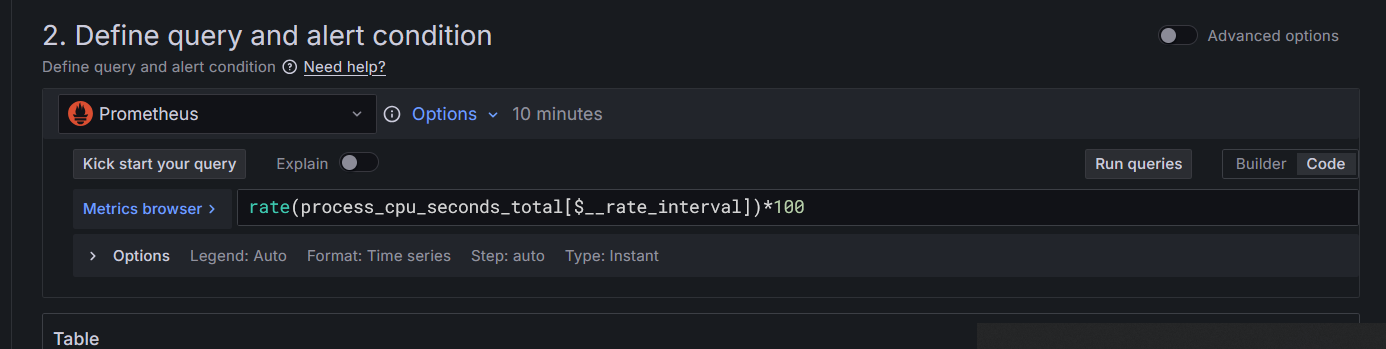 2. Define query and alert condition
Advanced options
Define query and alert condition Need help?
Prometheus Options 10 minutes
Kick start your query Explain Run queries Builder Code
Metrics browser > rate(process_cpu_seconds_total[$__rate_interval])*100
Options Legend: Auto Format: Time series Step: auto Type: Instant
Table